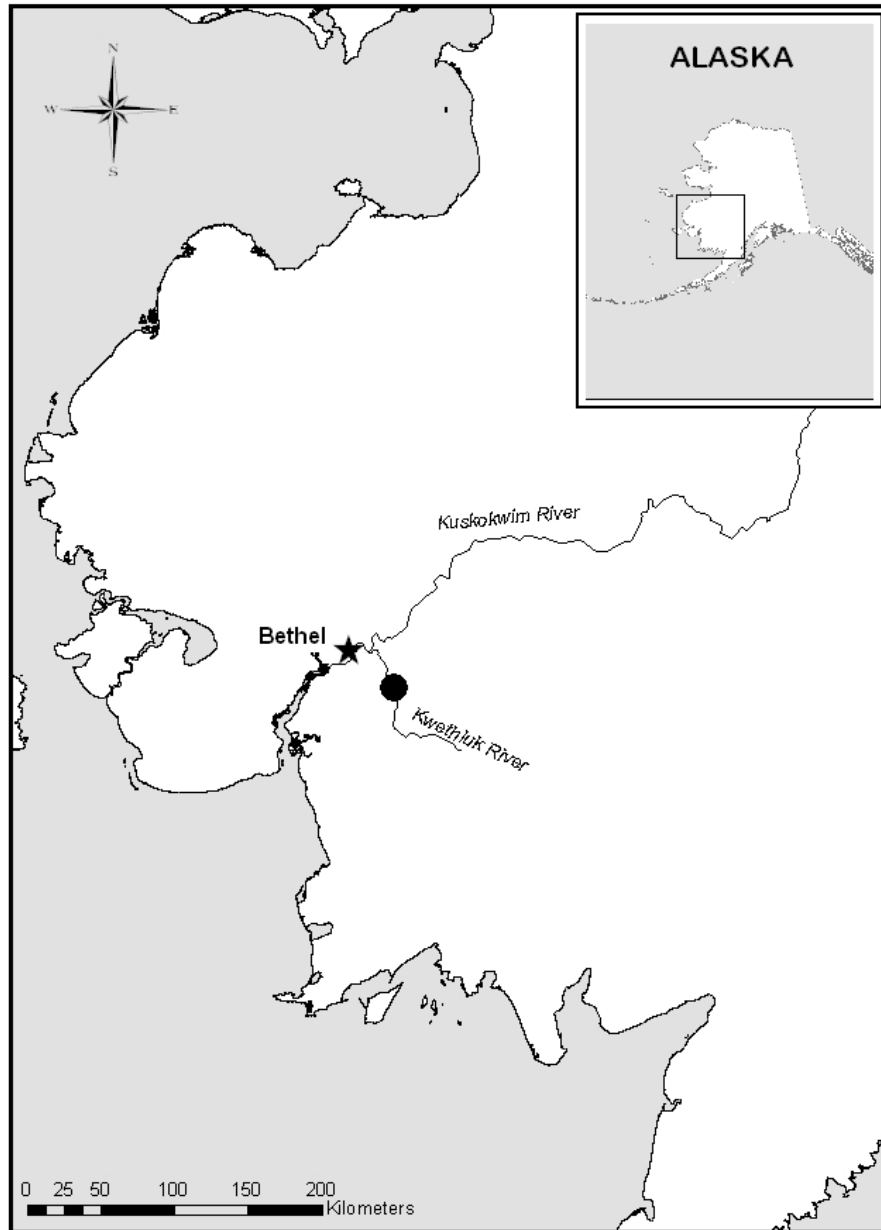 N
W E
S
ALASKA
Kuskokwim River
Bethel
Kwethluk River
0 25 50 100 150 200
Kilometers